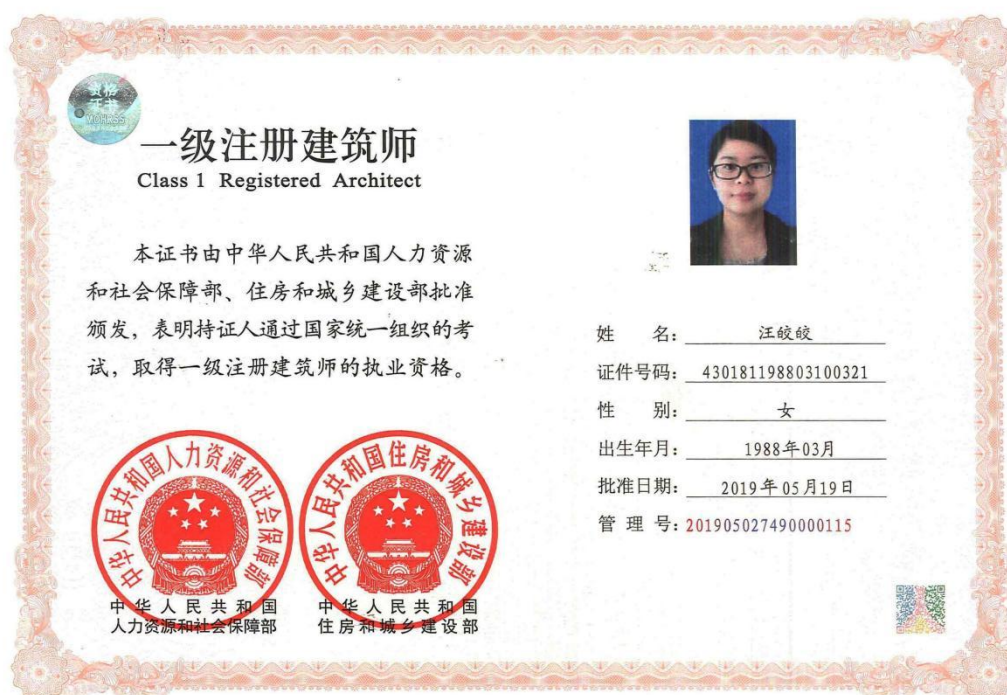 资格
证书
MOHRSS
一级注册建筑师
Class 1 Registered Architect
本证书由中华人民共和国人力资源
和社会保障部、住房和城乡建设部批准
颁发，表明持证人通过国家统一组织的考
试，取得一级注册建筑师的执业资格。
中华人民共和国人力资源和社会保障部
中华人民共和国
人力资源和社会保障部
中华人民共和国住房和城乡建设部
中华人民共和国
住房和城乡建设部
姓 名：汪皎皎
证件号码：430181198803100321
性 别：女
出生年月：1988年03月
批准日期：2019年05月19日
管 理 号：201905027490000115